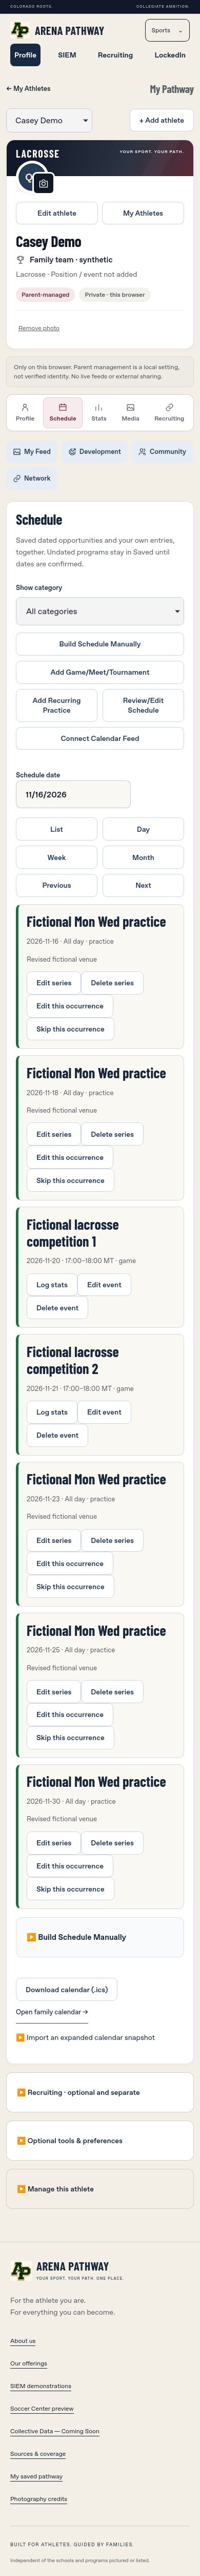 COLORADO ROOTS.
COLLEGIATE AMBITION.
AP ARENA PATHWAY
Sports
Profile SIEM Recruiting LockedIn
← My Athletes
My Pathway
Casey Demo
+ Add athlete
LACROSSE
YOUR SPORT. YOUR PATH.
Edit athlete
My Athletes
Casey Demo
Family team · synthetic
Lacrosse · Position / event not added
Parent-managed
Private · this browser
Remove photo
Only on this browser. Parent management is a local setting,
not verified identity. No live feeds or external sharing.
Profile Schedule Stats Media Recruiting
My Feed Development Community
Network
Schedule
Saved dated opportunities and your own entries,
together. Undated programs stay in Saved until
dates are confirmed.
Show category
All categories
Build Schedule Manually
Add Game/Meet/Tournament
Add Recurring
Practice
Review/Edit
Schedule
Connect Calendar Feed
Schedule date
11/16/2026
List Day
Week Month
Previous Next
Fictional Mon Wed practice
2026-11-16 · All day · practice
Revised fictional venue
Edit series Delete series
Edit this occurrence
Skip this occurrence
Fictional Mon Wed practice
2026-11-18 · All day · practice
Revised fictional venue
Edit series Delete series
Edit this occurrence
Skip this occurrence
Fictional lacrosse
competition 1
2026-11-20 · 17:00–18:00 MT · game
Log stats Edit event
Delete event
Fictional lacrosse
competition 2
2026-11-21 · 17:00–18:00 MT · game
Log stats Edit event
Delete event
Fictional Mon Wed practice
2026-11-23 · All day · practice
Revised fictional venue
Edit series Delete series
Edit this occurrence
Skip this occurrence
Fictional Mon Wed practice
2026-11-25 · All day · practice
Revised fictional venue
Edit series Delete series
Edit this occurrence
Skip this occurrence
Fictional Mon Wed practice
2026-11-30 · All day · practice
Revised fictional venue
Edit series Delete series
Edit this occurrence
Skip this occurrence
Build Schedule Manually
Download calendar (.ics)
Open family calendar →
Import an expanded calendar snapshot
Recruiting · optional and separate
Optional tools & preferences
Manage this athlete
AP ARENA PATHWAY
YOUR SPORT. YOUR PATH. ONE PLACE.
For the athlete you are.
For everything you can become.
About us
Our offerings
SIEM demonstrations
Soccer Center preview
Collective Data — Coming Soon
Sources & coverage
My saved pathway
Photography credits
BUILT FOR ATHLETES. GUIDED BY FAMILIES.
Independent of the schools and programs pictured or listed.